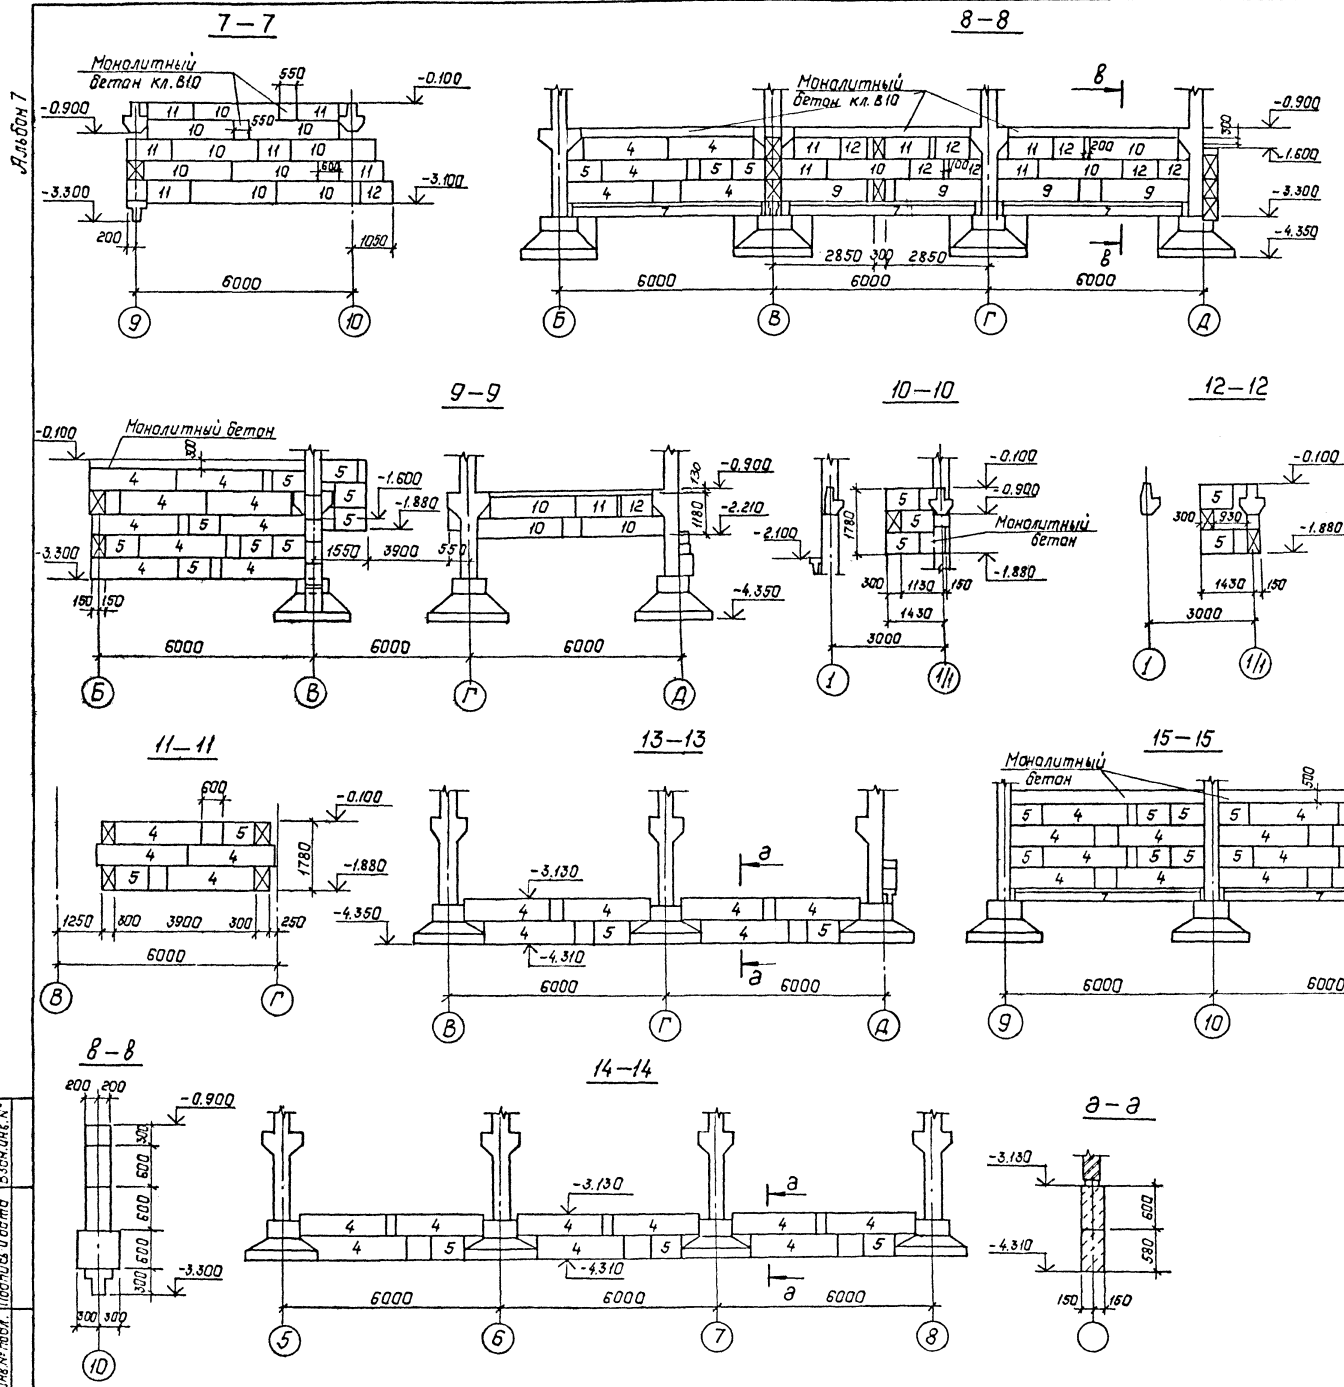 Альбом 7
7-7
Монолитный
бетон кл. В10
550
-0.100
-0.900
11 10 11
10 550 10
11 10 11 10
10 10 600 11
11 10 10 12
-3.300
-3.100
200
1050
6000
9 10
8-8
Монолитный
бетон кл. В10
в
-0.900
300
4 4 11 12 11 12 11 12 200 10
-1.600
5 4 5 5 11 10 12 100 12 11 10 12 12
4 4 9 9 9 9
-3.300
7 7 7
-4.350
в
2850 300 2850
6000 6000 6000
Б В Г Д
9-9
-0.100
Монолитный бетон
500
4 4 5 5
4 4 5
-1.600
4 5 4 5
-1.880
5 4 5 5
-3.300
4 5 4
1550 3900 550
150 150
130
-0.900
10 11 12
1180
10 10
-2.210
-4.350
6000 6000 6000
Б В Г Д
10-10
-0.100
5
-0.900
1780
5
Монолитный
бетон
5
-2.100
-1.880
300 1130 150
1430
3000
1 1/1
12-12
-0.100
5
300 930
5
-1.880
1430 150
3000
1 1/1
11-11
600
-0.100
4 5
4 4
1780
5 4
-1.880
1250 300 3900 300 250
6000
В Г
13-13
а
-3.130
4 4 4 4
-4.350
4 5 4 5
-4.310
а
6000 6000
В Г Д
15-15
Монолитный
бетон
500
5 4 5 5 5 4
4 4 4 4
5 4 5 5 5 4
4 4 4 4
7 7
6000 6000
9 10
в-в
200 200
-0.900
300
600
600
600
300
-3.300
300 300
10
14-14
-3.130
а
4 4 4 4 4 4
4 5 4 5 4 5
-4.310
а
6000 6000 6000
5 6 7 8
а-а
-3.130
600
-4.310
580
150 160
Инв.№ подл. Подпись и дата Взам.инв.№